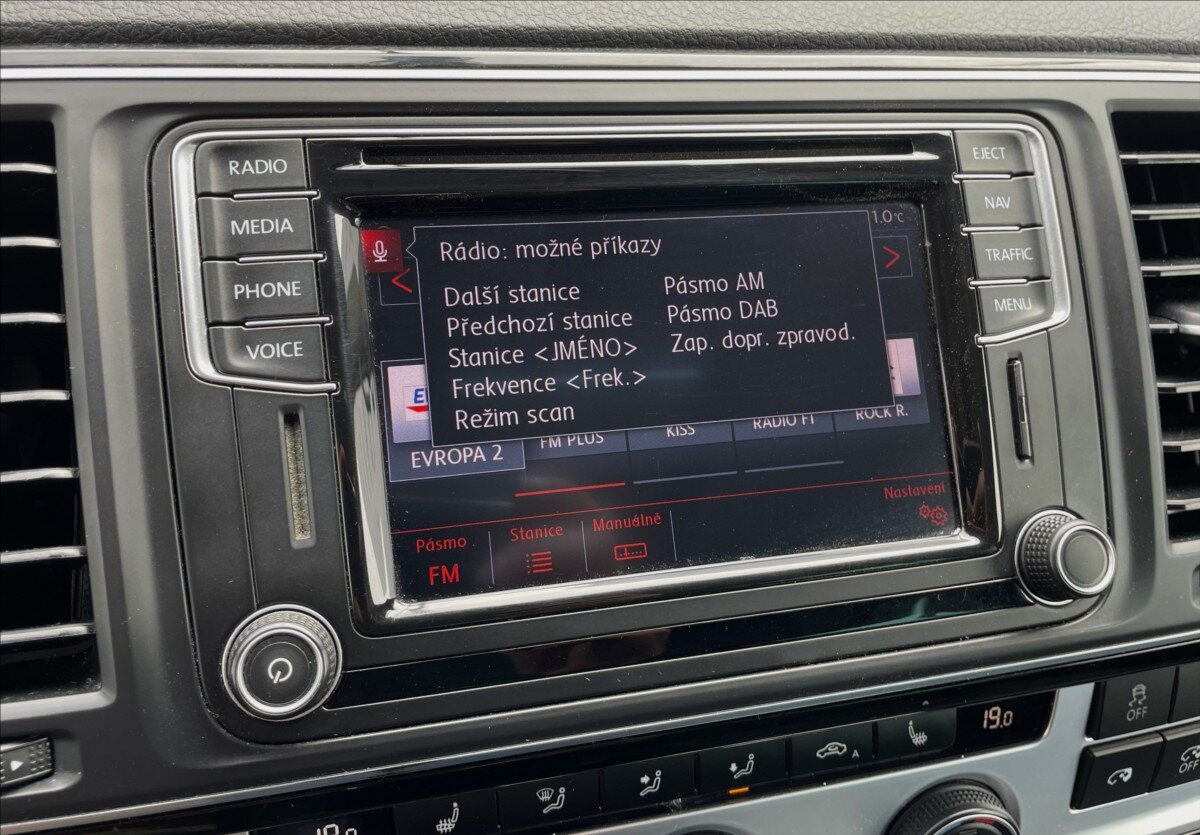 RADIO
MEDIA
PHONE
VOICE
EJECT
NAV
TRAFFIC
MENU
1.0°C
Rádio: možné příkazy
Další stanice
Předchozí stanice
Stanice <JMÉNO>
Frekvence <Frek.>
Režim scan
Pásmo AM
Pásmo DAB
Zap. dopr. zpravod.
EVROPA 2
FM PLUS
KISS
RADIO F1
ROCK R.
Pásmo
FM
Stanice
Manuálně
Nastavení
19.0
A
OFF
OFF